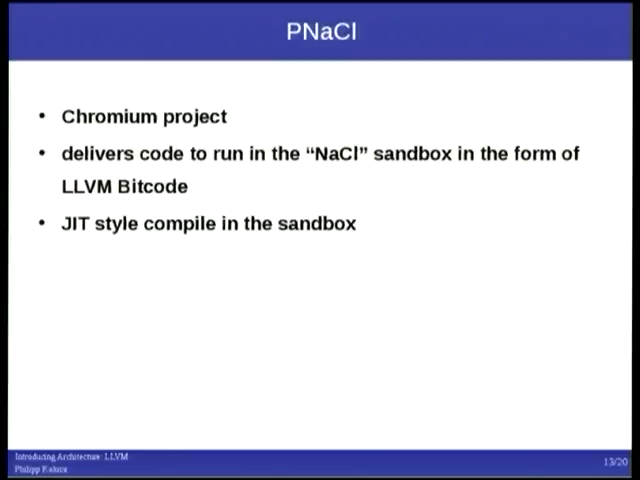 PNaCl
• Chromium project
• delivers code to run in the “NaCl” sandbox in the form of
LLVM Bitcode
• JIT style compile in the sandbox
Introducing Architecture: LLVM
Philipp
13/20